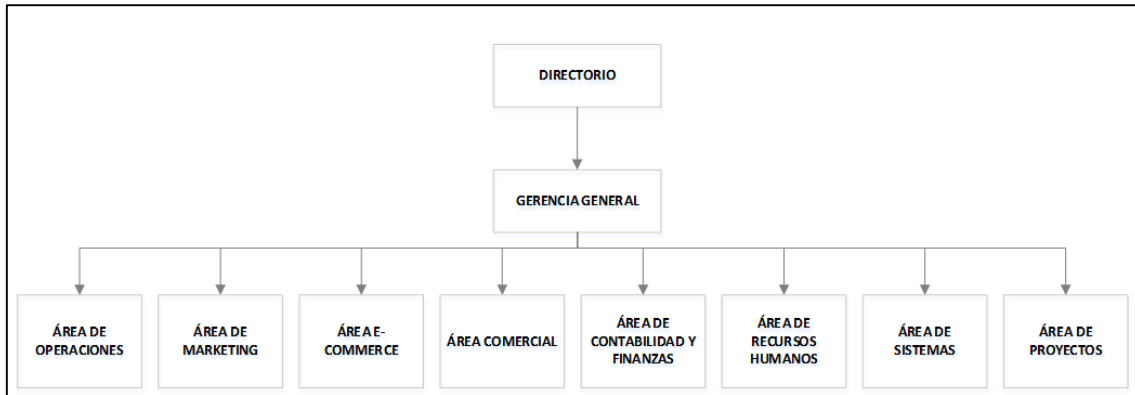 DIRECTORIO
GERENCIA GENERAL
ÁREA DE
OPERACIONES
ÁREA DE
MARKETING
ÁREA E-
COMMERCE
ÁREA COMERCIAL
ÁREA DE
CONTABILIDAD Y
FINANZAS
ÁREA DE
RECURSOS
HUMANOS
ÁREA DE
SISTEMAS
ÁREA DE
PROYECTOS